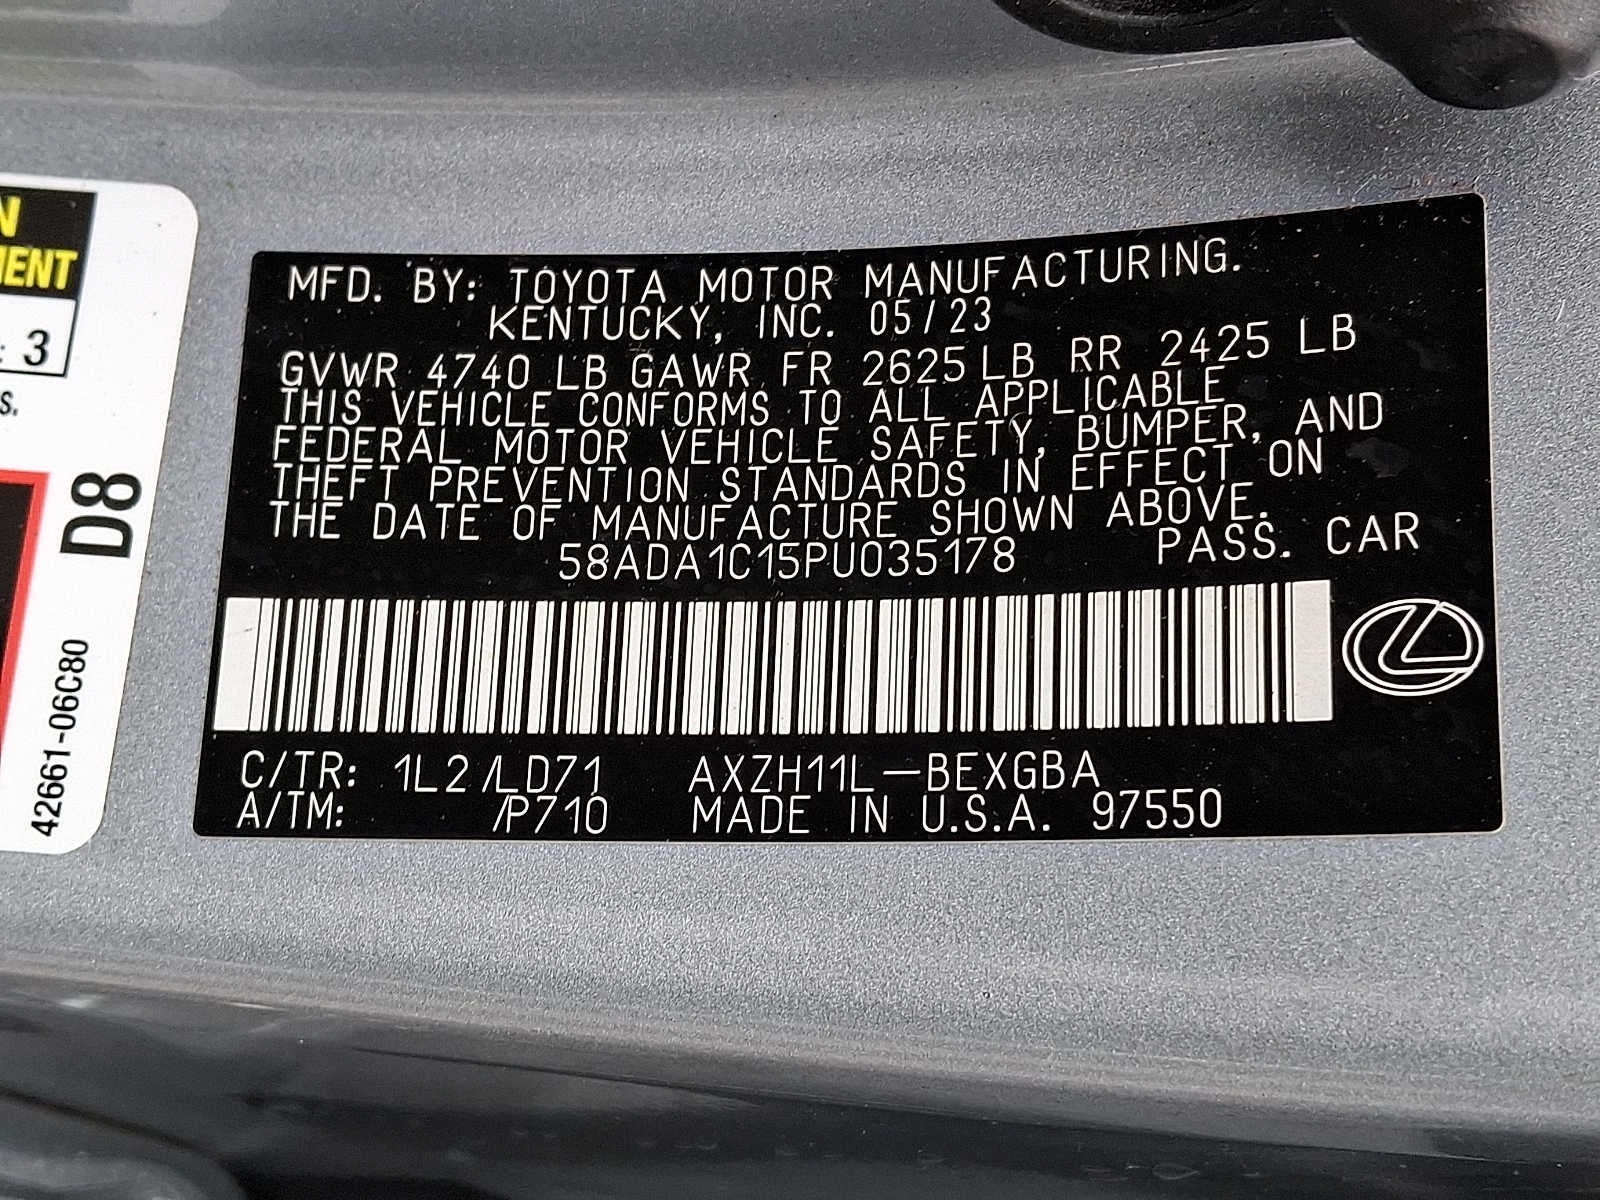 N
MENT
: 3
S.
D8
42661-06C80
MFD. BY: TOYOTA MOTOR MANUFACTURING.
KENTUCKY, INC. 05/23
GVWR 4740 LB GAWR FR 2625 LB RR 2425 LB
THIS VEHICLE CONFORMS TO ALL APPLICABLE
FEDERAL MOTOR VEHICLE SAFETY, BUMPER, AND
THEFT PREVENTION STANDARDS IN EFFECT ON
THE DATE OF MANUFACTURE SHOWN ABOVE.
58ADA1C15PU035178 PASS. CAR
C/TR: 1L2/LD71 AXZH11L-BEXGBA
A/TM: /P710 MADE IN U.S.A. 97550